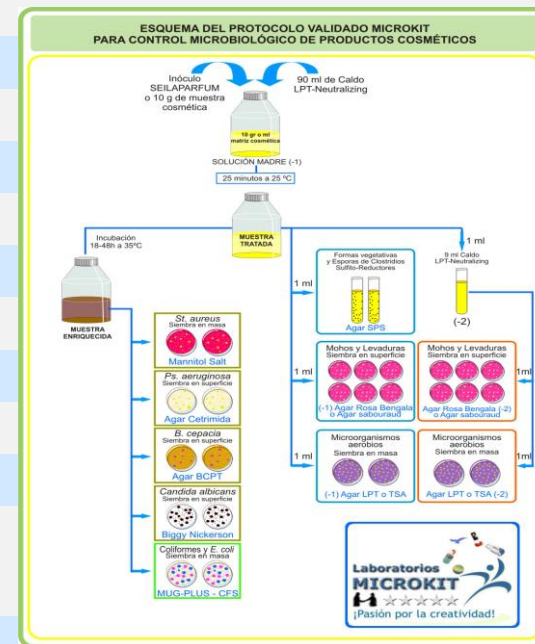 ESQUEMA DEL PROTOCOLO VALIDADO MICROKIT
PARA CONTROL MICROBIOLÓGICO DE PRODUCTOS COSMÉTICOS
Inóculo
SEILAPARFUM
o 10 g de muestra
cosmética
90 ml de Caldo
LPT-Neutralizing
10 gr o ml
matriz cosmética
SOLUCIÓN MADRE (-1)
25 minutos a 25 ºC
MUESTRA
TRATADA
Incubación
18-48h a 35ºC
MUESTRA
ENRIQUECIDA
St. aureus
Siembra en masa
Mannitol Salt
Ps. aeruginosa
Siembra en superficie
Agar Cetrimida
B. cepacia
Siembra en superficie
Agar BCPT
Candida albicans
Siembra en superficie
Biggy Nickerson
Coliformes y E. coli
Siembra en masa
MUG-PLUS - CFS
1 ml
Formas vegetativas
y Esporas de Clostridios
Sulfito-Reductores
Agar SPS
1 ml
9 ml Caldo
LPT-Neutralizing
(-2)
1 ml
Mohos y Levaduras
Siembra en superficie
(-1) Agar Rosa Bengala
o Agar sabouraud
Mohos y Levaduras
Siembra en superficie
Agar Rosa Bengala (-2)
o Agar sabouraud
1ml
1 ml
Microorganismos
aerobios
Siembra en masa
(-1) Agar LPT o TSA
Microorganismos
aerobios
Siembra en masa
Agar LPT o TSA (-2)
1ml
Laboratorios
MICROKIT
¡Pasión por la creatividad!